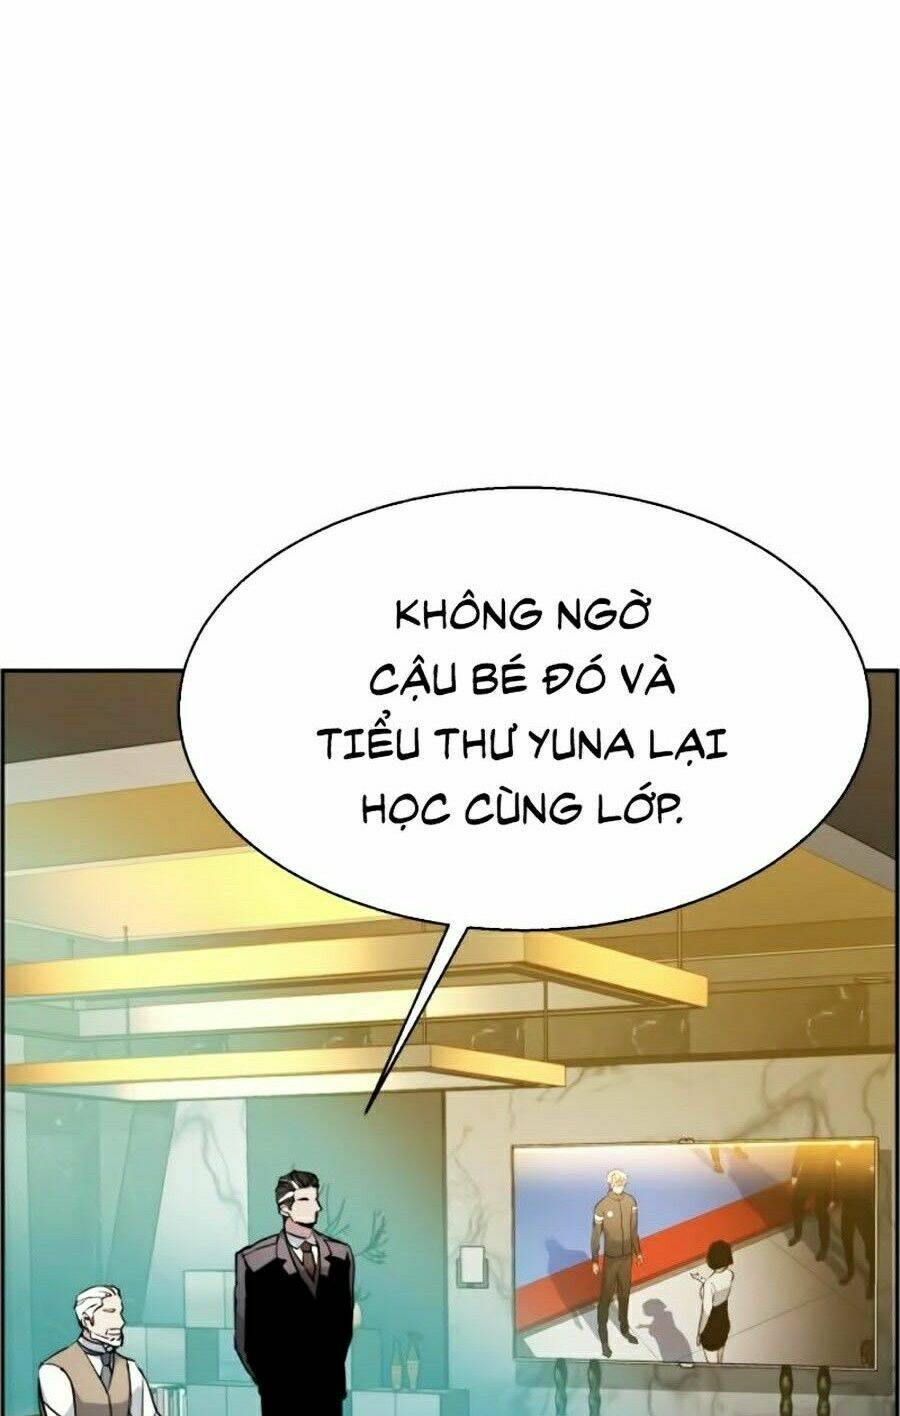 KHÔNG NGỜ
CẬU BÉ ĐÓ VÀ
TIỂU THƯ YUNA LẠI
HỌC CÙNG LỚP.